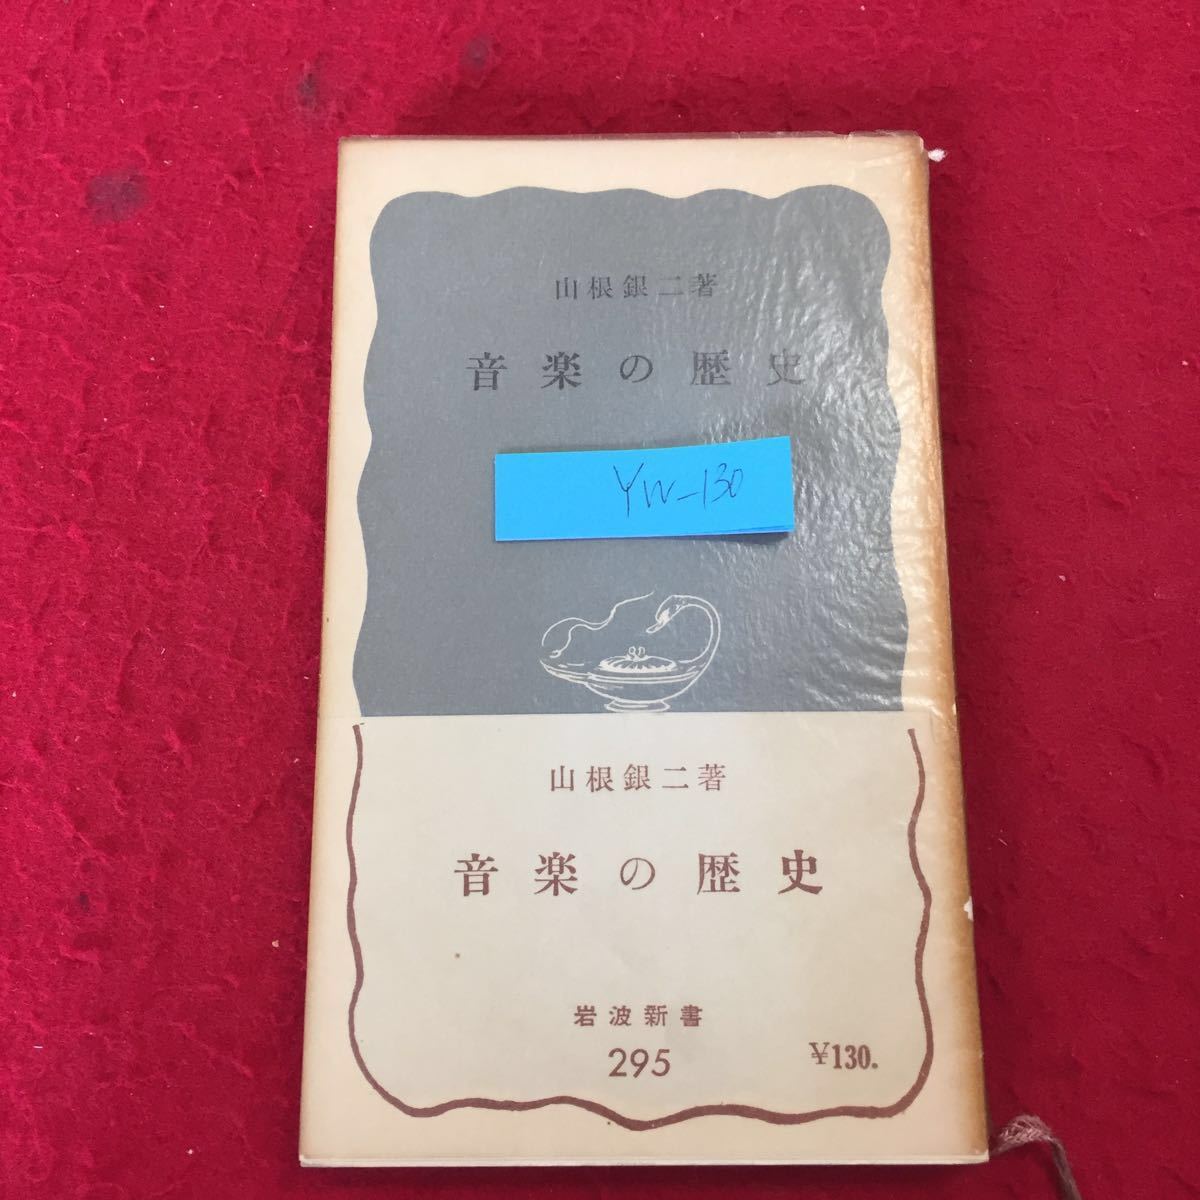 山根銀二著
音楽の歴史
YW-130
山根銀二著
音楽の歴史
岩波新書
295
￥130.